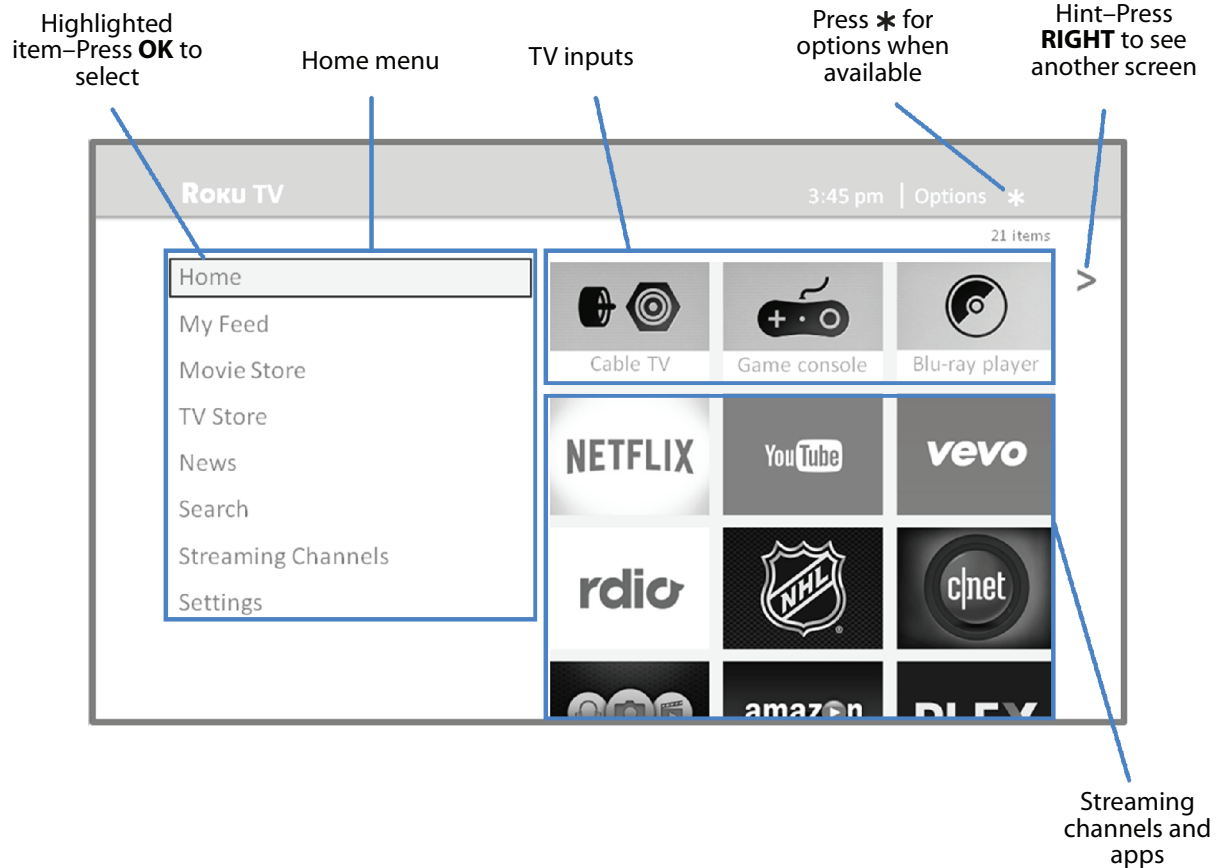 Highlighted
item–Press OK to
select
Home menu
TV inputs
Press * for
options when
available
Hint–Press
RIGHT to see
another screen
ROKU TV
3:45 pm | Options *
21 items
Home
My Feed
Movie Store
TV Store
News
Search
Streaming Channels
Settings
>
Cable TV
Game console
Blu-ray player
NETFLIX
YouTube
vevo
rdio
NHL
c|net
amazon
PLEX
Streaming
channels and
apps